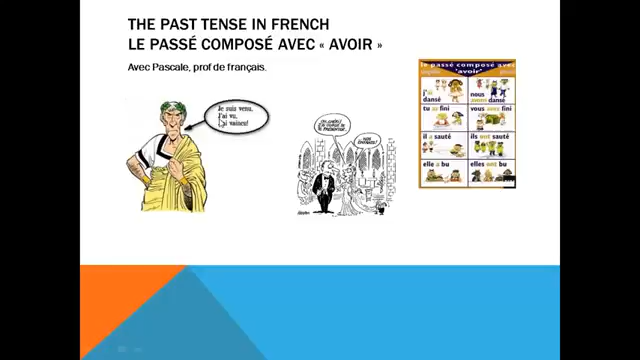 THE PAST TENSE IN FRENCH
LE PASSÉ COMPOSÉ AVEC « AVOIR »
Avec Pascale, prof de français.
Je suis venu,
J'ai vu,
J'ai vaincu!
le passé composé avec
'avoir'
j'ai
dansé
nous
avons dansé
tu as fini
vous avez fini
il a sauté
ils ont sauté
elle a bu
elles ont bu